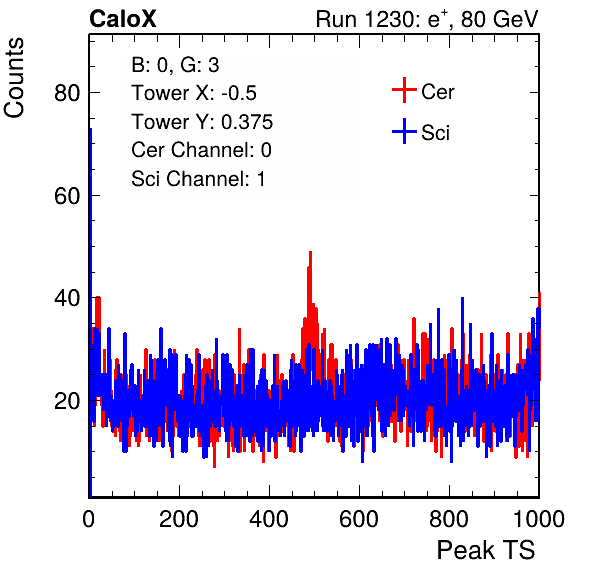 CaloX Run 1230: e⁺, 80 GeV
Counts
B: 0, G: 3
Tower X: -0.5
Tower Y: 0.375
Cer Channel: 0
Sci Channel: 1
Cer
Sci
80
60
40
20
0 200 400 600 800 1000
Peak TS